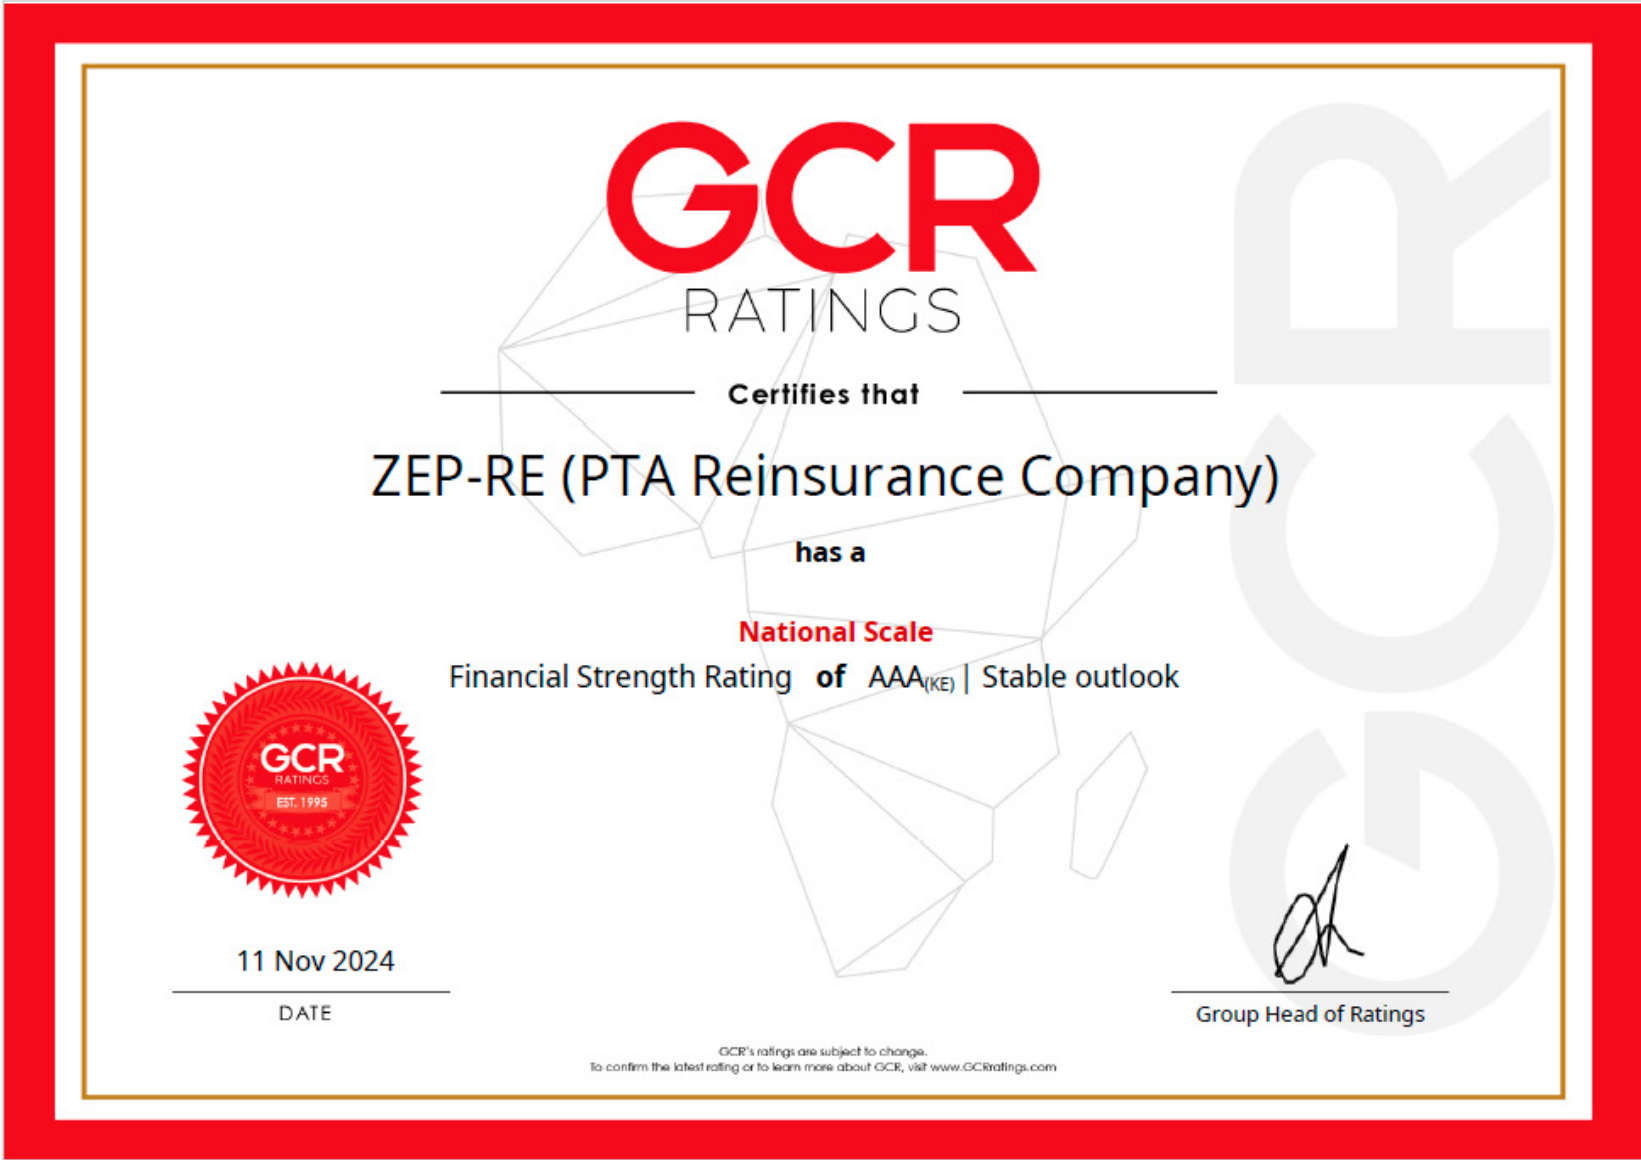 GCR
RATINGS
Certifies that
ZEP-RE (PTA Reinsurance Company)
has a
National Scale
Financial Strength Rating of AAA(KE) | Stable outlook
GCR
RATINGS
EST. 1995
11 Nov 2024
DATE
Group Head of Ratings
GCR's ratings are subject to change.
To confirm the latest rating or to learn more about GCR, visit www.GCRratings.com
GCR